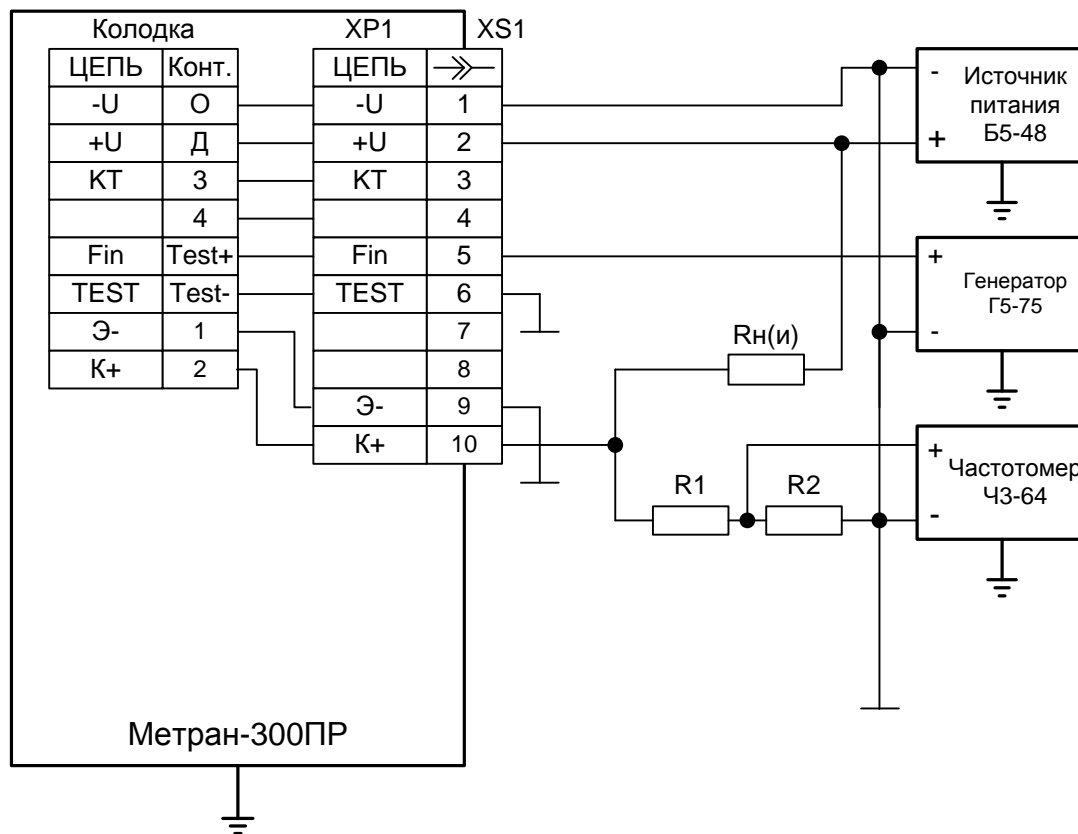 Колодка XP1 XS1
ЦЕПЬ Конт. ЦЕПЬ
-U О -U 1
+U Д +U 2
КТ 3 КТ 3
4 4
Fin Test+ Fin 5
TEST Test- TEST 6
Э- 1 7
К+ 2 8
Э- 9
К+ 10
- Источник
питания
+ Б5-48
+ Генератор
Г5-75
-
Rн(и)
+ Частотомер
ЧЗ-64
-
R1 R2
Метран-300ПР